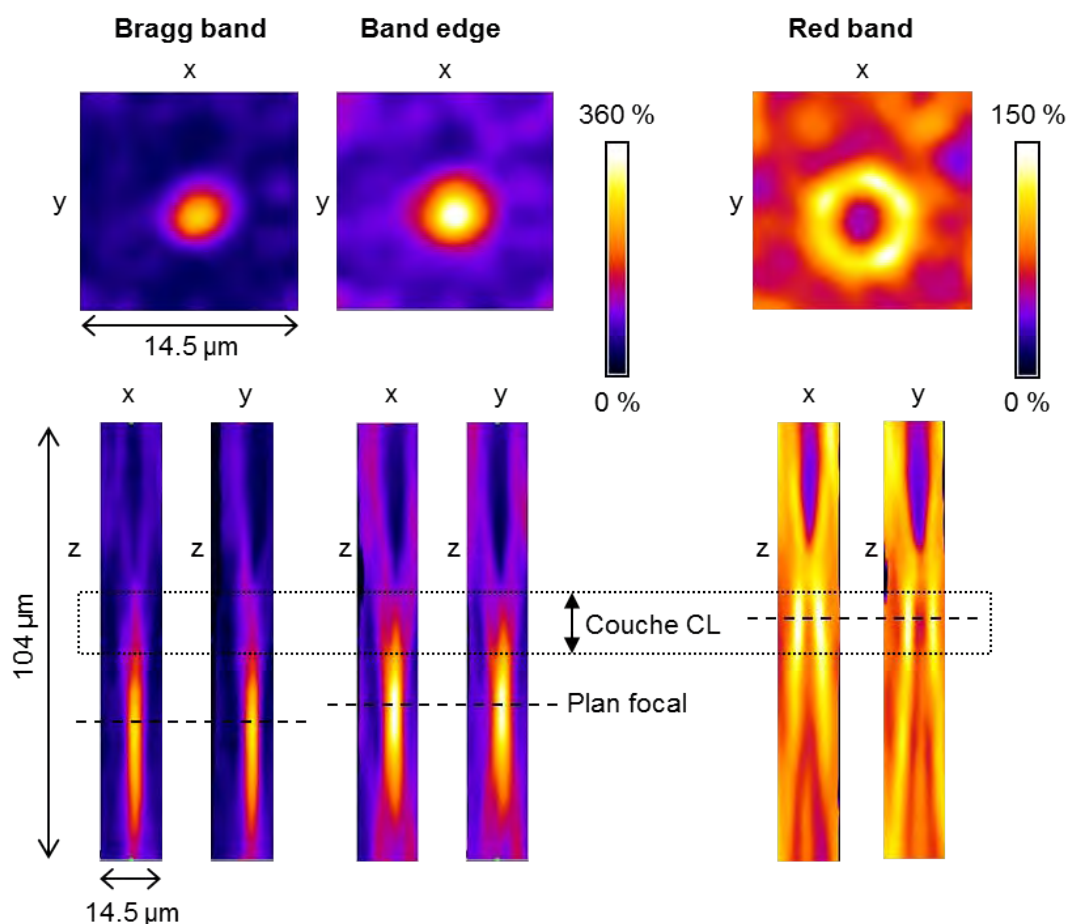 Bragg band
Band edge
Red band
x
x
x
360 %
150 %
y
y
y
14.5 µm
0 %
0 %
x
y
x
y
x
y
z
z
z
z
z
z
104 µm
Couche CL
Plan focal
14.5 µm